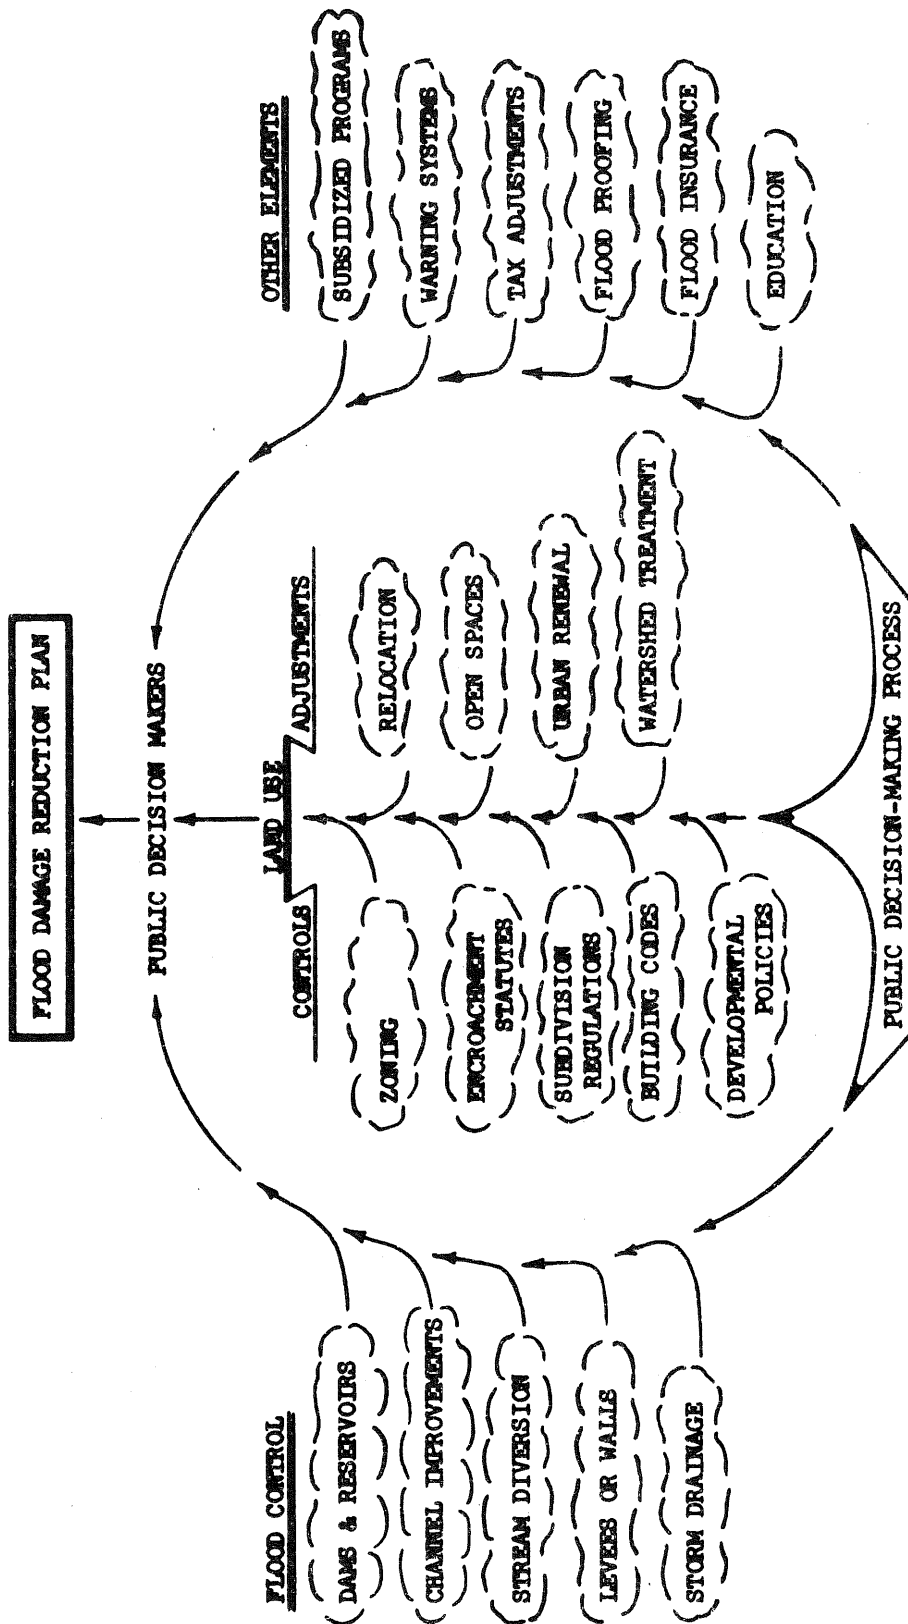 FLOOD DAMAGE REDUCTION PLAN
PUBLIC DECISION MAKERS
FLOOD CONTROL
DAMS & RESERVOIRS
CHANNEL IMPROVEMENTS
STREAM DIVERSION
LEVEES OR WALLS
STORM DRAINAGE
LAND USE
CONTROLS
ZONING
ENCROACHMENT
STATUTES
SUBDIVISION
REGULATIONS
BUILDING CODES
DEVELOPMENTAL
POLICIES
ADJUSTMENTS
RELOCATION
OPEN SPACES
URBAN RENEWAL
WATERSHED TREATMENT
OTHER ELEMENTS
SUBSIDIZED PROGRAMS
WARNING SYSTEMS
TAX ADJUSTMENTS
FLOOD PROOFING
FLOOD INSURANCE
EDUCATION
PUBLIC DECISION-MAKING PROCESS